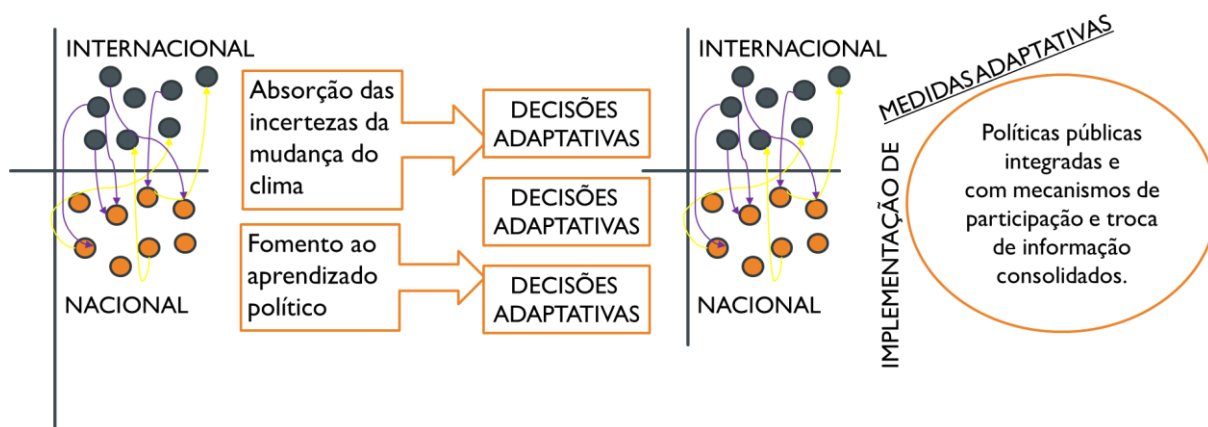 INTERNACIONAL
Absorção das
incertezas da
mudança do
clima
Fomento ao
aprendizado
político
NACIONAL
DECISÕES
ADAPTATIVAS
DECISÕES
ADAPTATIVAS
DECISÕES
ADAPTATIVAS
INTERNACIONAL
NACIONAL
IMPLEMENTAÇÃO DE
MEDIDAS ADAPTATIVAS
Políticas públicas
integradas e
com mecanismos de
participação e troca
de informação
consolidados.